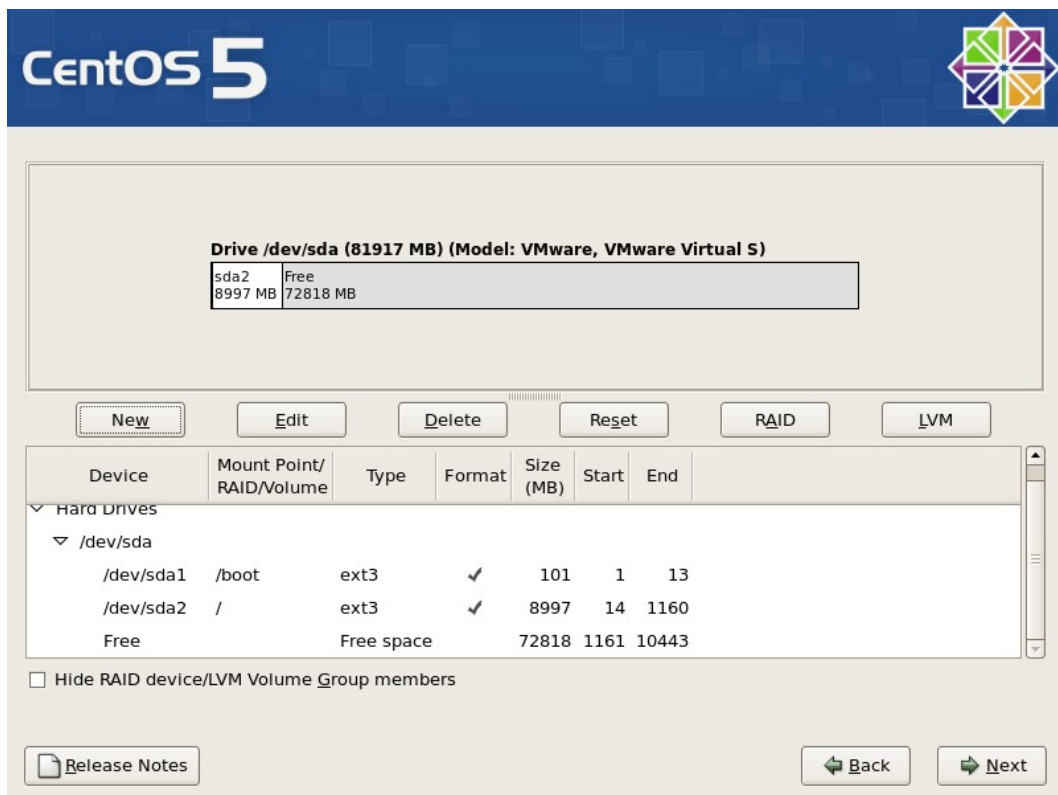 CentOS 5
Drive /dev/sda (81917 MB) (Model: VMware, VMware Virtual S)
sda2 Free
8997 MB 72818 MB
New Edit Delete Reset RAID LVM
Device Mount Point/ RAID/Volume Type Format Size (MB) Start End
Hard Drives
/dev/sda
/dev/sda1 /boot ext3 ✓ 101 1 13
/dev/sda2 / ext3 ✓ 8997 14 1160
Free Free space 72818 1161 10443
Hide RAID device/LVM Volume Group members
Release Notes Back Next